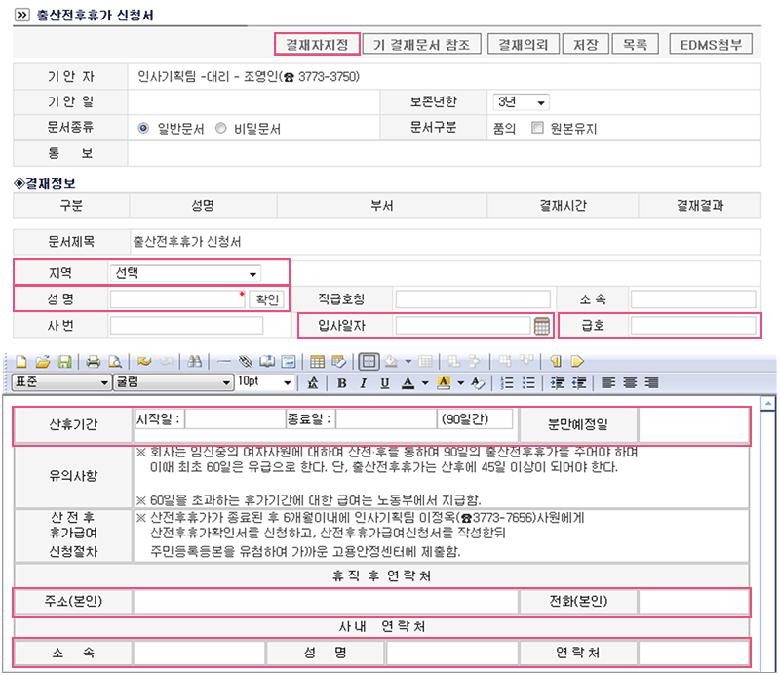 출산전후휴가 신청서
결재자지정 기 결재문서 참조 결재의뢰 저장 목록 EDMS첨부
기 안 자 인사기획팀 -대리 - 조영인(☎ 3773-3750)
기 안 일 보존년한 3년
문서종류 일반문서 비밀문서 문서구분 품의 원본유지
통 보
◈결재정보
구분 성명 부서 결재시간 결재결과
문서제목 출산전후휴가 신청서
지역 선택
성 명 * 확인 직급호칭 소 속
사 번 입사일자 급호
표준 굴림 10pt 가 B I U A A
산휴기간 시작일 : 종료일 : (90일간) 분만예정일
유의사항
※ 회사는 임신중의 여자사원에 대하여 산전·후를 통하여 90일의 출산전후휴가를 주어야 하며
이때 최초 60일은 유급으로 한다. 단, 출산전후휴가는 산후에 45일 이상이 되어야 한다.
※ 60일을 초과하는 휴가기간에 대한 급여는 노동부에서 지급함.
산 전 후
휴가급여
신청절차
※ 산전후휴가가 종료된 후 6개월이내에 인사기획팀 이정옥(☎3773-7656)사원에게
산전후휴가확인서를 신청하고, 산전후휴가급여신청서를 작성한뒤
주민등록등본을 유첨하여 가까운 고용안정센터에 제출함.
휴 직 후 연 락 처
주소(본인) 전화(본인)
사 내 연 락 처
소 속 성 명 연 락 처